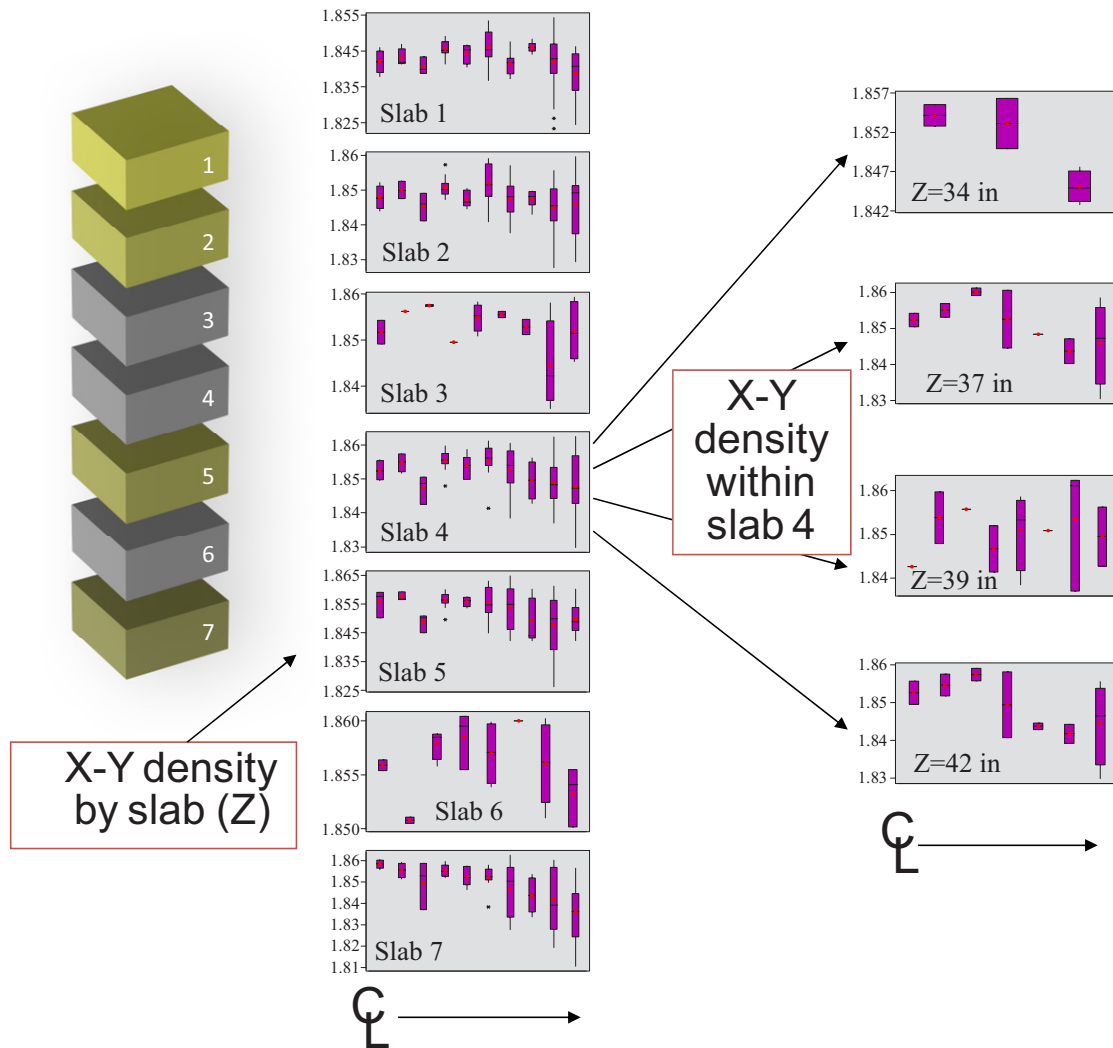 1
2
3
4
5
6
7
X-Y density
by slab (Z)
1.855
1.845
1.835
1.825
Slab 1
1.86
1.85
1.84
1.83
Slab 2
1.86
1.85
1.84
Slab 3
1.86
1.85
1.84
1.83
Slab 4
1.865
1.855
1.845
1.835
1.825
Slab 5
1.860
1.855
1.850
Slab 6
1.86
1.85
1.84
1.83
1.82
1.81
Slab 7
CL
X-Y
density
within
slab 4
1.857
1.852
1.847
1.842
Z=34 in
1.86
1.85
1.84
1.83
Z=37 in
1.86
1.85
1.84
Z=39 in
1.86
1.85
1.84
1.83
Z=42 in
CL